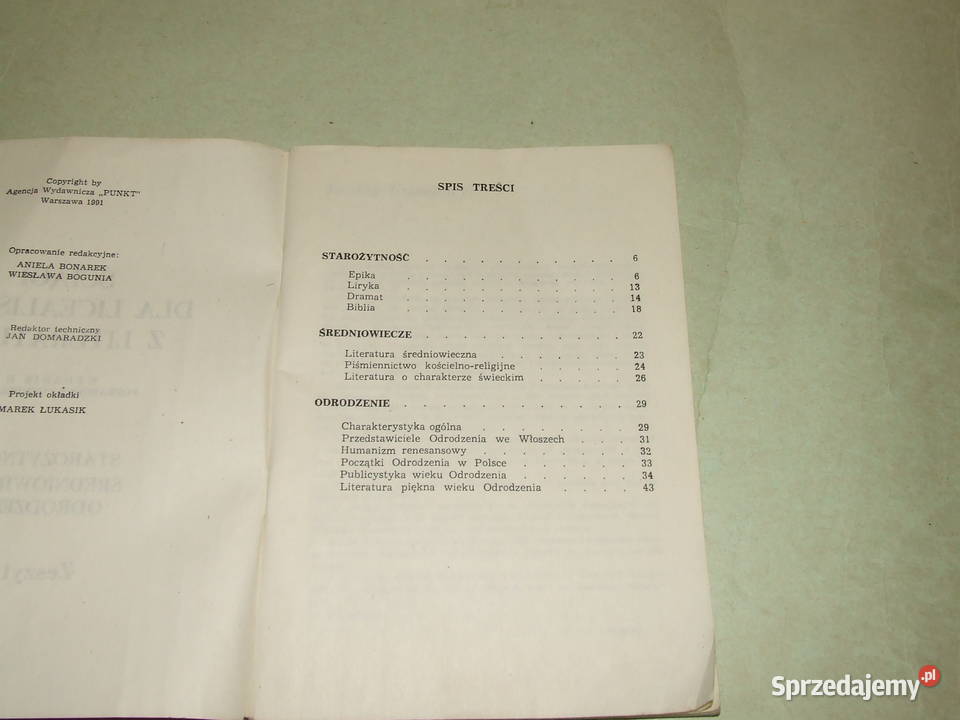 Copyright by
Agencja Wydawnicza „PUNKT"
Warszawa 1991
Opracowanie redakcyjne:
ANIELA BONAREK
WIESŁAWA BOGUNIA
Redaktor techniczny
JAN DOMARADZKI
Projekt okładki
MAREK ŁUKASIK
SPIS TREŚCI
STAROŻYTNOŚĆ . . . . . . . . . . . 6
Epika . . . . . . . . . . . . 6
Liryka . . . . . . . . . . . . 13
Dramat . . . . . . . . . . . . 14
Biblia . . . . . . . . . . . . 18
ŚREDNIOWIECZE . . . . . . . . . . . 22
Literatura średniowieczna . . . . . . . 23
Piśmiennictwo kościelno-religijne . . . . . 24
Literatura o charakterze świeckim . . . . . 26
ODRODZENIE . . . . . . . . . . . . 29
Charakterystyka ogólna . . . . . . . . 29
Przedstawiciele Odrodzenia we Włoszech . . . 31
Humanizm renesansowy . . . . . . . . 32
Początki Odrodzenia w Polsce . . . . . . 33
Publicystyka wieku Odrodzenia . . . . . . 34
Literatura piękna wieku Odrodzenia . . . . 43
Sprzedajemy.pl